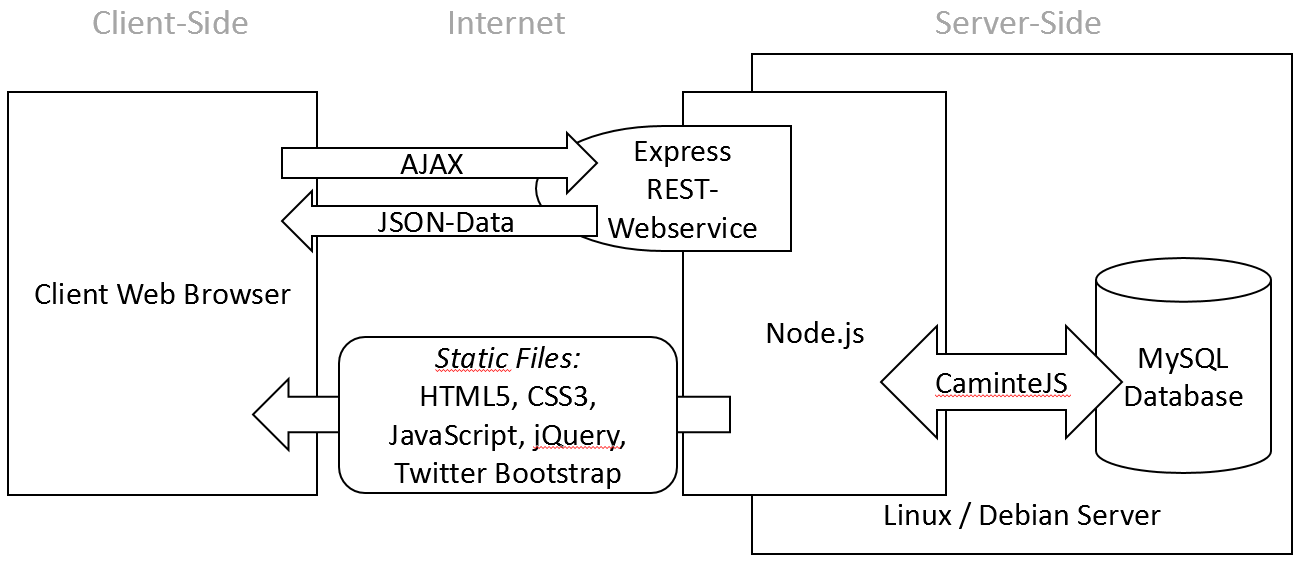 Client-Side
Internet
Server-Side
AJAX
JSON-Data
Express
REST-
Webservice
Client Web Browser
Static Files:
HTML5, CSS3,
JavaScript, jQuery,
Twitter Bootstrap
Node.js
CaminteJS
MySQL
Database
Linux / Debian Server